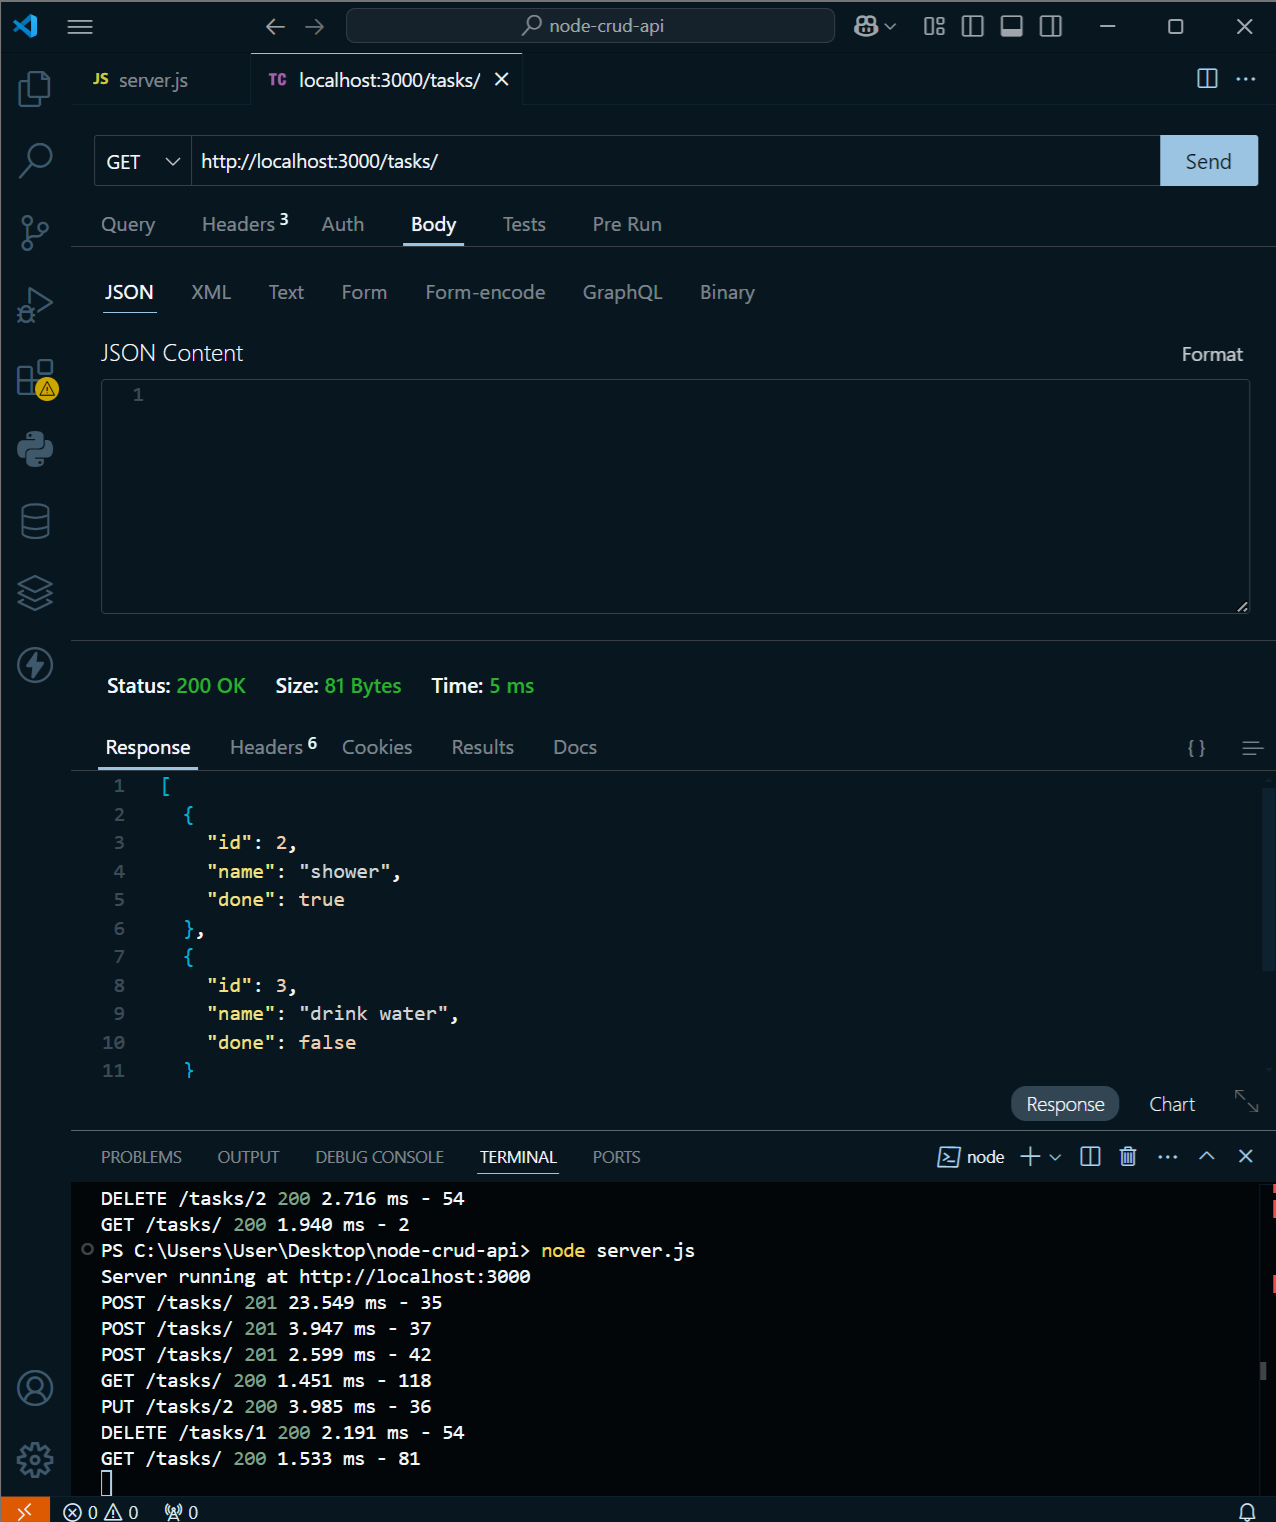 node-crud-api
JS server.js
TC localhost:3000/tasks/
GET http://localhost:3000/tasks/ Send
Query Headers 3 Auth Body Tests Pre Run
JSON XML Text Form Form-encode GraphQL Binary
JSON Content Format
1
Status: 200 OK Size: 81 Bytes Time: 5 ms
Response Headers 6 Cookies Results Docs { }
1 [
2 {
3 "id": 2,
4 "name": "shower",
5 "done": true
6 },
7 {
8 "id": 3,
9 "name": "drink water",
10 "done": false
11 }
Response Chart
PROBLEMS OUTPUT DEBUG CONSOLE TERMINAL PORTS node
DELETE /tasks/2 200 2.716 ms - 54
GET /tasks/ 200 1.940 ms - 2
PS C:\Users\User\Desktop\node-crud-api> node server.js
Server running at http://localhost:3000
POST /tasks/ 201 23.549 ms - 35
POST /tasks/ 201 3.947 ms - 37
POST /tasks/ 201 2.599 ms - 42
GET /tasks/ 200 1.451 ms - 118
PUT /tasks/2 200 3.985 ms - 36
DELETE /tasks/1 200 2.191 ms - 54
GET /tasks/ 200 1.533 ms - 81
0 0 0